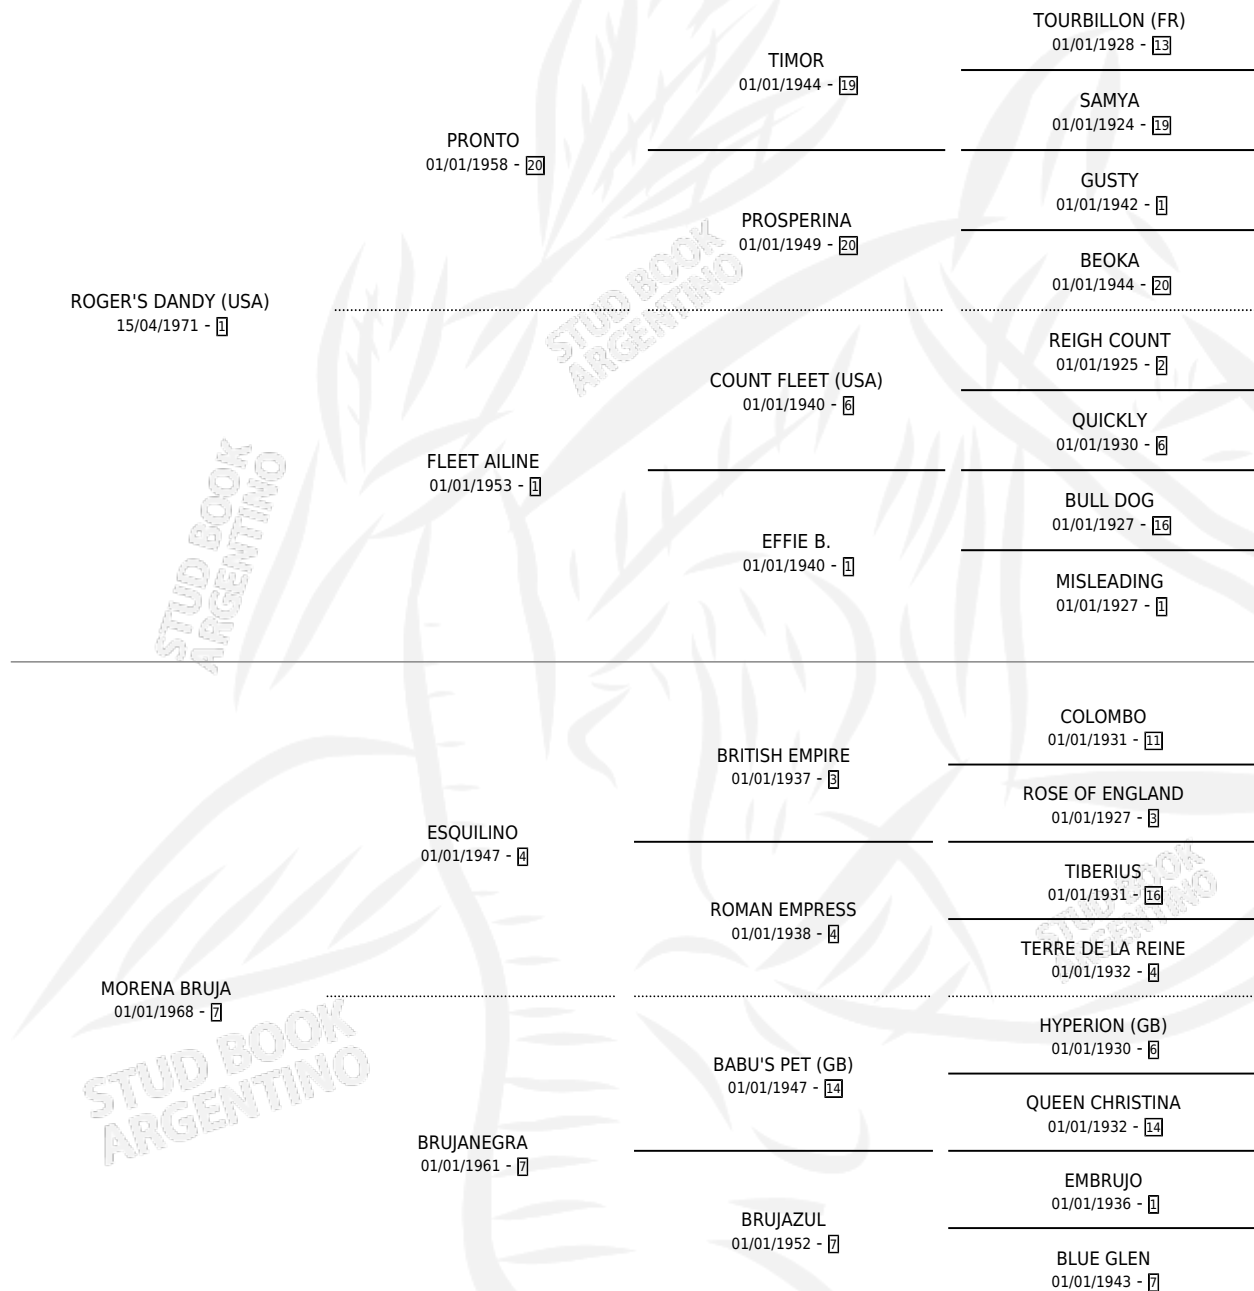 TOURBILLON (FR)
01/01/1928 - 13
TIMOR
01/01/1944 - 19
SAMYA
01/01/1924 - 19
PRONTO
01/01/1958 - 20
GUSTY
01/01/1942 - 1
PROSPERINA
01/01/1949 - 20
BEOKA
01/01/1944 - 20
ROGER'S DANDY (USA)
15/04/1971 - 1
STUD BOOK
ARGENTINO
REIGH COUNT
01/01/1925 - 2
COUNT FLEET (USA)
01/01/1940 - 6
QUICKLY
01/01/1930 - 6
FLEET AILINE
01/01/1953 - 1
BULL DOG
01/01/1927 - 16
EFFIE B.
01/01/1940 - 1
MISLEADING
01/01/1927 - 1
STUD BOOK
ARGENTINO
COLOMBO
01/01/1931 - 11
BRITISH EMPIRE
01/01/1937 - 3
ROSE OF ENGLAND
01/01/1927 - 3
ESQUILINO
01/01/1947 - 4
TIBERIUS
01/01/1931 - 16
ROMAN EMPRESS
01/01/1938 - 4
STUD BOOK
ARGENTINO
TERRE DE LA REINE
01/01/1932 - 4
MORENA BRUJA
01/01/1968 - 7
HYPERION (GB)
01/01/1930 - 6
BABU'S PET (GB)
01/01/1947 - 14
STUD BOOK
ARGENTINO
QUEEN CHRISTINA
01/01/1932 - 14
BRUJANEGRA
01/01/1961 - 7
EMBRUJO
01/01/1936 - 1
BRUJAZUL
01/01/1952 - 7
BLUE GLEN
01/01/1943 - 7